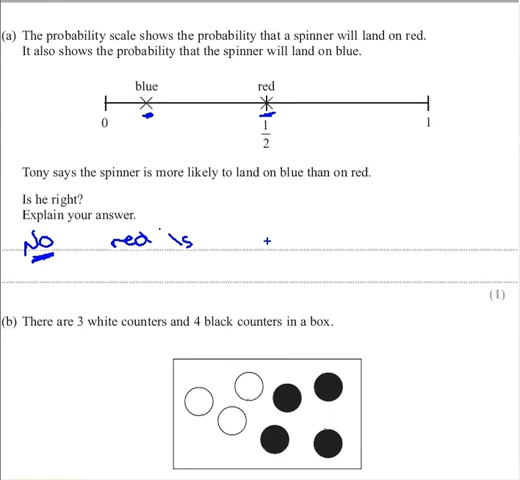 (a) The probability scale shows the probability that a spinner will land on red.
It also shows the probability that the spinner will land on blue.
blue red
0 1/2 1
Tony says the spinner is more likely to land on blue than on red.
Is he right?
Explain your answer.
No red is
(1)
(b) There are 3 white counters and 4 black counters in a box.